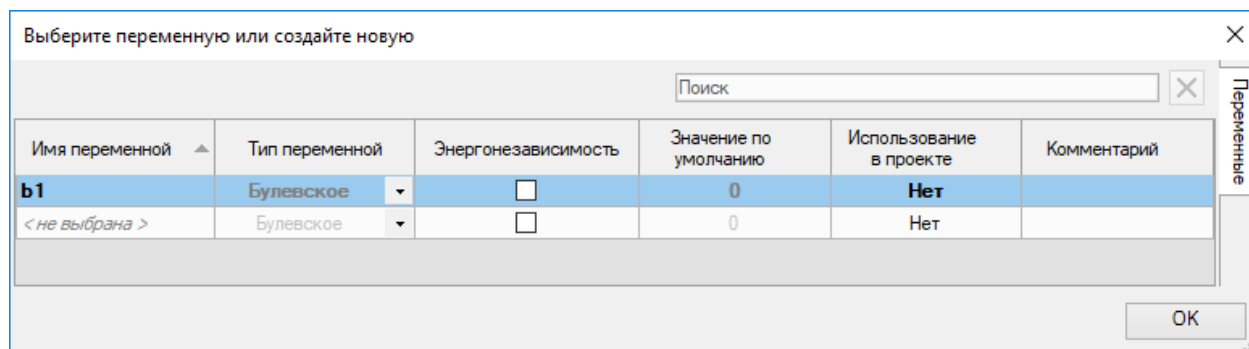 Выберите переменную или создайте новую
Поиск
Переменные
Имя переменной Тип переменной Энергонезависимость Значение по умолчанию Использование в проекте Комментарий
b1 Булевское 0 Нет
< не выбрана > Булевское 0 Нет
OK